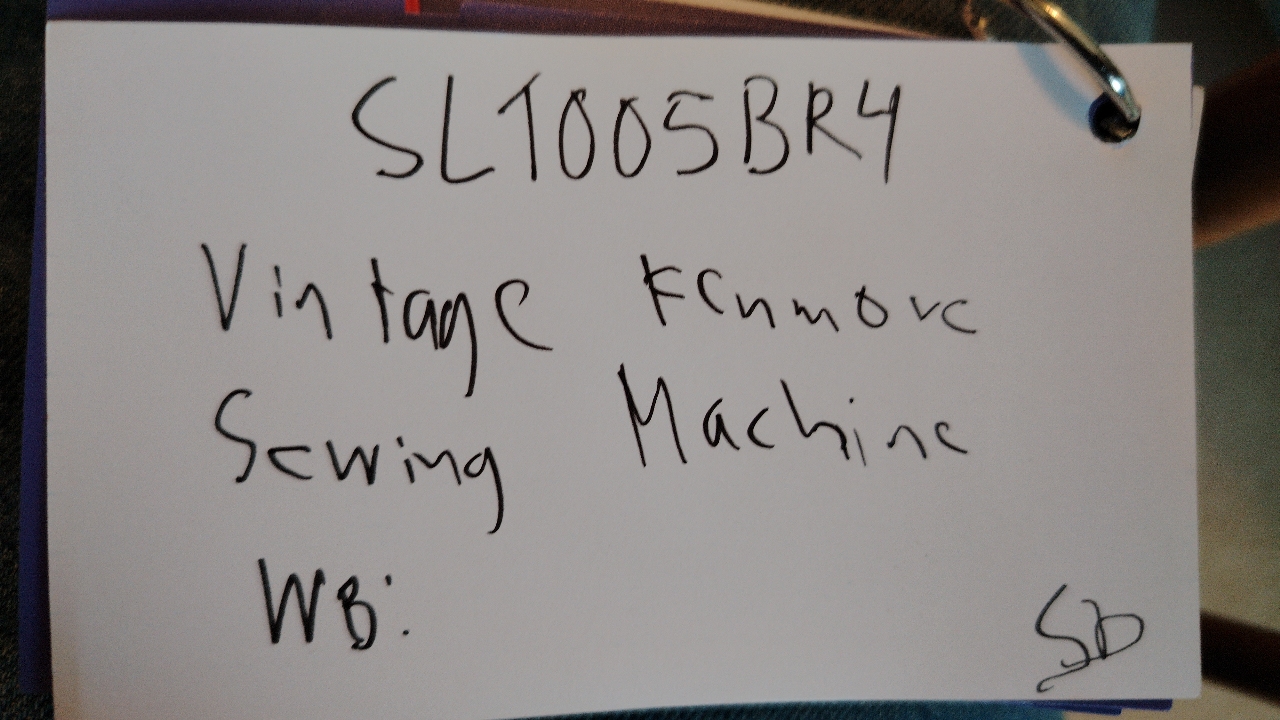 SL1005BR4
Vintage Kenmore
Sewing Machine
WB:
SD